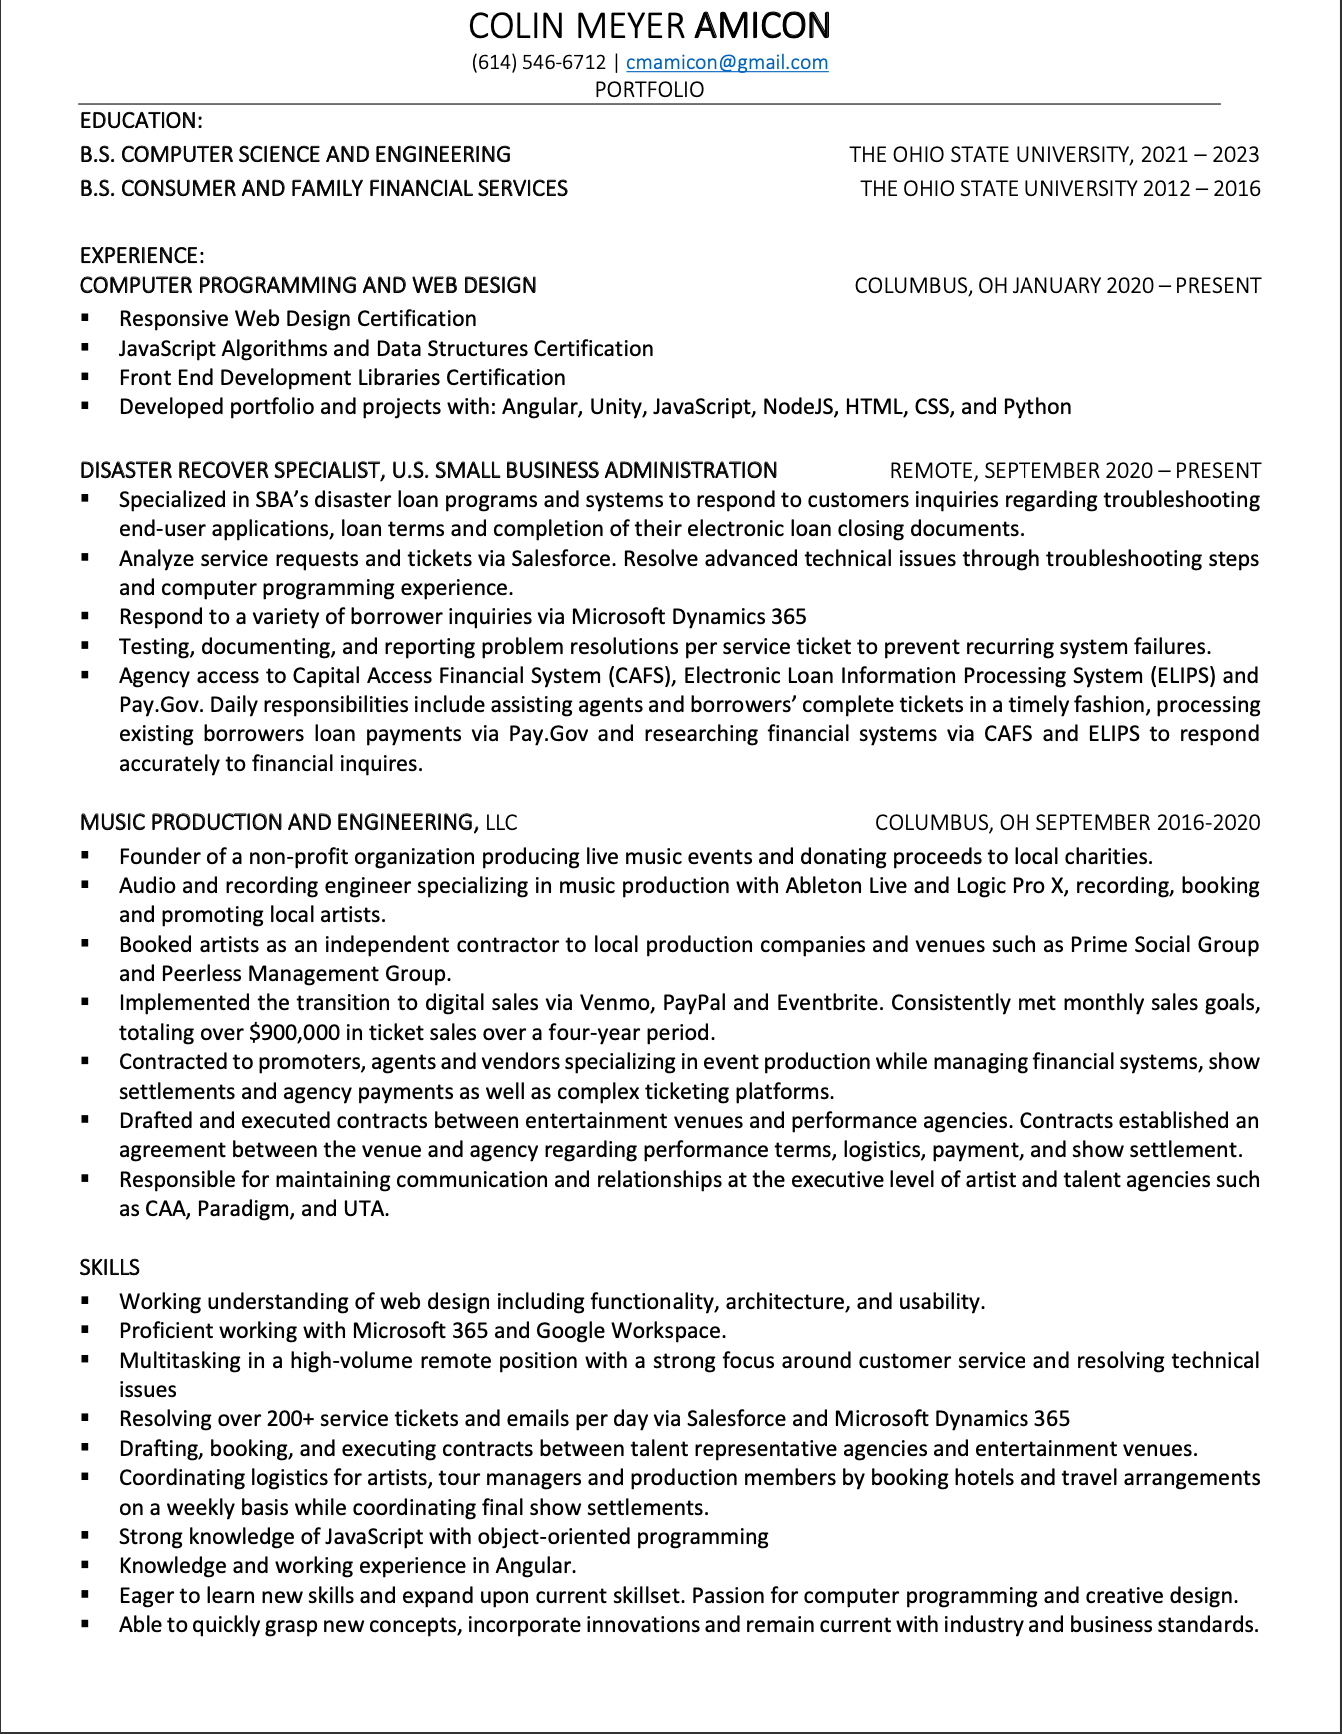 COLIN MEYER AMICON
(614) 546-6712 | cmamicon@gmail.com
PORTFOLIO
EDUCATION:
B.S. COMPUTER SCIENCE AND ENGINEERING THE OHIO STATE UNIVERSITY, 2021 – 2023
B.S. CONSUMER AND FAMILY FINANCIAL SERVICES THE OHIO STATE UNIVERSITY 2012 – 2016
EXPERIENCE:
COMPUTER PROGRAMMING AND WEB DESIGN COLUMBUS, OH JANUARY 2020 – PRESENT
▪ Responsive Web Design Certification
▪ JavaScript Algorithms and Data Structures Certification
▪ Front End Development Libraries Certification
▪ Developed portfolio and projects with: Angular, Unity, JavaScript, NodeJS, HTML, CSS, and Python
DISASTER RECOVER SPECIALIST, U.S. SMALL BUSINESS ADMINISTRATION REMOTE, SEPTEMBER 2020 – PRESENT
▪ Specialized in SBA’s disaster loan programs and systems to respond to customers inquiries regarding troubleshooting
end-user applications, loan terms and completion of their electronic loan closing documents.
▪ Analyze service requests and tickets via Salesforce. Resolve advanced technical issues through troubleshooting steps
and computer programming experience.
▪ Respond to a variety of borrower inquiries via Microsoft Dynamics 365
▪ Testing, documenting, and reporting problem resolutions per service ticket to prevent recurring system failures.
▪ Agency access to Capital Access Financial System (CAFS), Electronic Loan Information Processing System (ELIPS) and
Pay.Gov. Daily responsibilities include assisting agents and borrowers’ complete tickets in a timely fashion, processing
existing borrowers loan payments via Pay.Gov and researching financial systems via CAFS and ELIPS to respond
accurately to financial inquires.
MUSIC PRODUCTION AND ENGINEERING, LLC COLUMBUS, OH SEPTEMBER 2016-2020
▪ Founder of a non-profit organization producing live music events and donating proceeds to local charities.
▪ Audio and recording engineer specializing in music production with Ableton Live and Logic Pro X, recording, booking
and promoting local artists.
▪ Booked artists as an independent contractor to local production companies and venues such as Prime Social Group
and Peerless Management Group.
▪ Implemented the transition to digital sales via Venmo, PayPal and Eventbrite. Consistently met monthly sales goals,
totaling over $900,000 in ticket sales over a four-year period.
▪ Contracted to promoters, agents and vendors specializing in event production while managing financial systems, show
settlements and agency payments as well as complex ticketing platforms.
▪ Drafted and executed contracts between entertainment venues and performance agencies. Contracts established an
agreement between the venue and agency regarding performance terms, logistics, payment, and show settlement.
▪ Responsible for maintaining communication and relationships at the executive level of artist and talent agencies such
as CAA, Paradigm, and UTA.
SKILLS
▪ Working understanding of web design including functionality, architecture, and usability.
▪ Proficient working with Microsoft 365 and Google Workspace.
▪ Multitasking in a high-volume remote position with a strong focus around customer service and resolving technical
issues
▪ Resolving over 200+ service tickets and emails per day via Salesforce and Microsoft Dynamics 365
▪ Drafting, booking, and executing contracts between talent representative agencies and entertainment venues.
▪ Coordinating logistics for artists, tour managers and production members by booking hotels and travel arrangements
on a weekly basis while coordinating final show settlements.
▪ Strong knowledge of JavaScript with object-oriented programming
▪ Knowledge and working experience in Angular.
▪ Eager to learn new skills and expand upon current skillset. Passion for computer programming and creative design.
▪ Able to quickly grasp new concepts, incorporate innovations and remain current with industry and business standards.